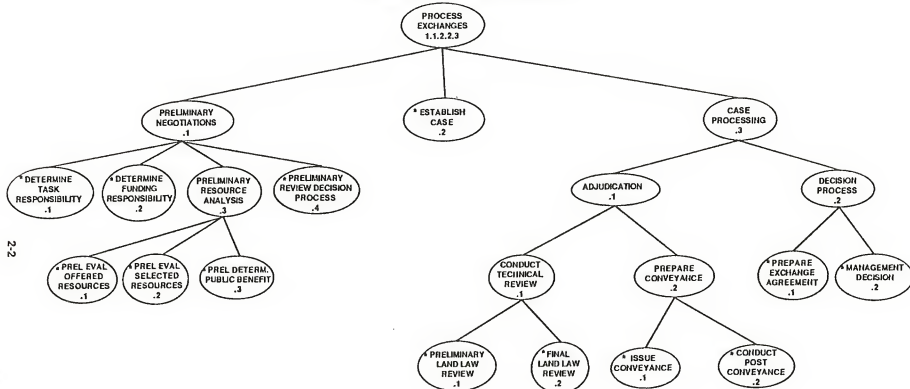 PROCESS
EXCHANGES
1.1.2.2.3
PRELIMINARY
NEGOTIATIONS
.1
* ESTABLISH
CASE
.2
CASE
PROCESSING
.3
* DETERMINE
TASK
RESPONSIBILITY
.1
* DETERMINE
FUNDING
RESPONSIBILITY
.2
PRELIMINARY
RESOURCE
ANALYSIS
.3
* PRELIMINARY
REVIEW DECISION
PROCESS
.4
ADJUDICATION
.1
DECISION
PROCESS
.2
2-2
* PREL EVAL
OFFERED
RESOURCES
.1
* PREL EVAL
SELECTED
RESOURCES
.2
* PREL DETERM.
PUBLIC BENEFIT
.3
CONDUCT
TECHNICAL
REVIEW
.1
PREPARE
CONVEYANCE
.2
* PREPARE
EXCHANGE
AGREEMENT
.1
* MANAGEMENT
DECISION
.2
* PRELIMINARY
LAND LAW
REVIEW
.1
* FINAL
LAND LAW
REVIEW
.2
* ISSUE
CONVEYANCE
.1
* CONDUCT
POST
CONVEYANCE
.2